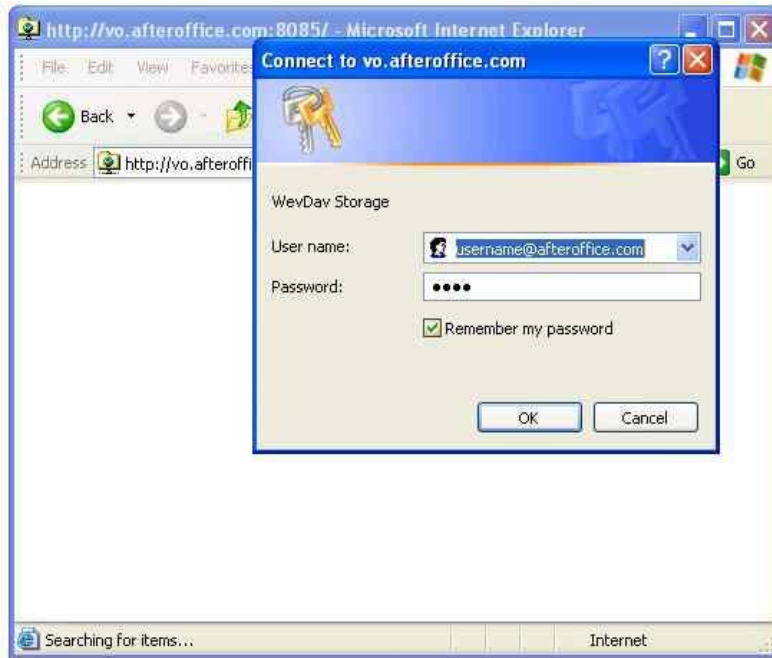 http://vo.afteroffice.com:8085/ - Microsoft Internet Explorer
File Edit View Favorites
Connect to vo.afteroffice.com
Back
Address http://vo.afteroffi
Go
WevDav Storage
User name:
username@afteroffice.com
Password:
••••
Remember my password
OK Cancel
Searching for items...
Internet